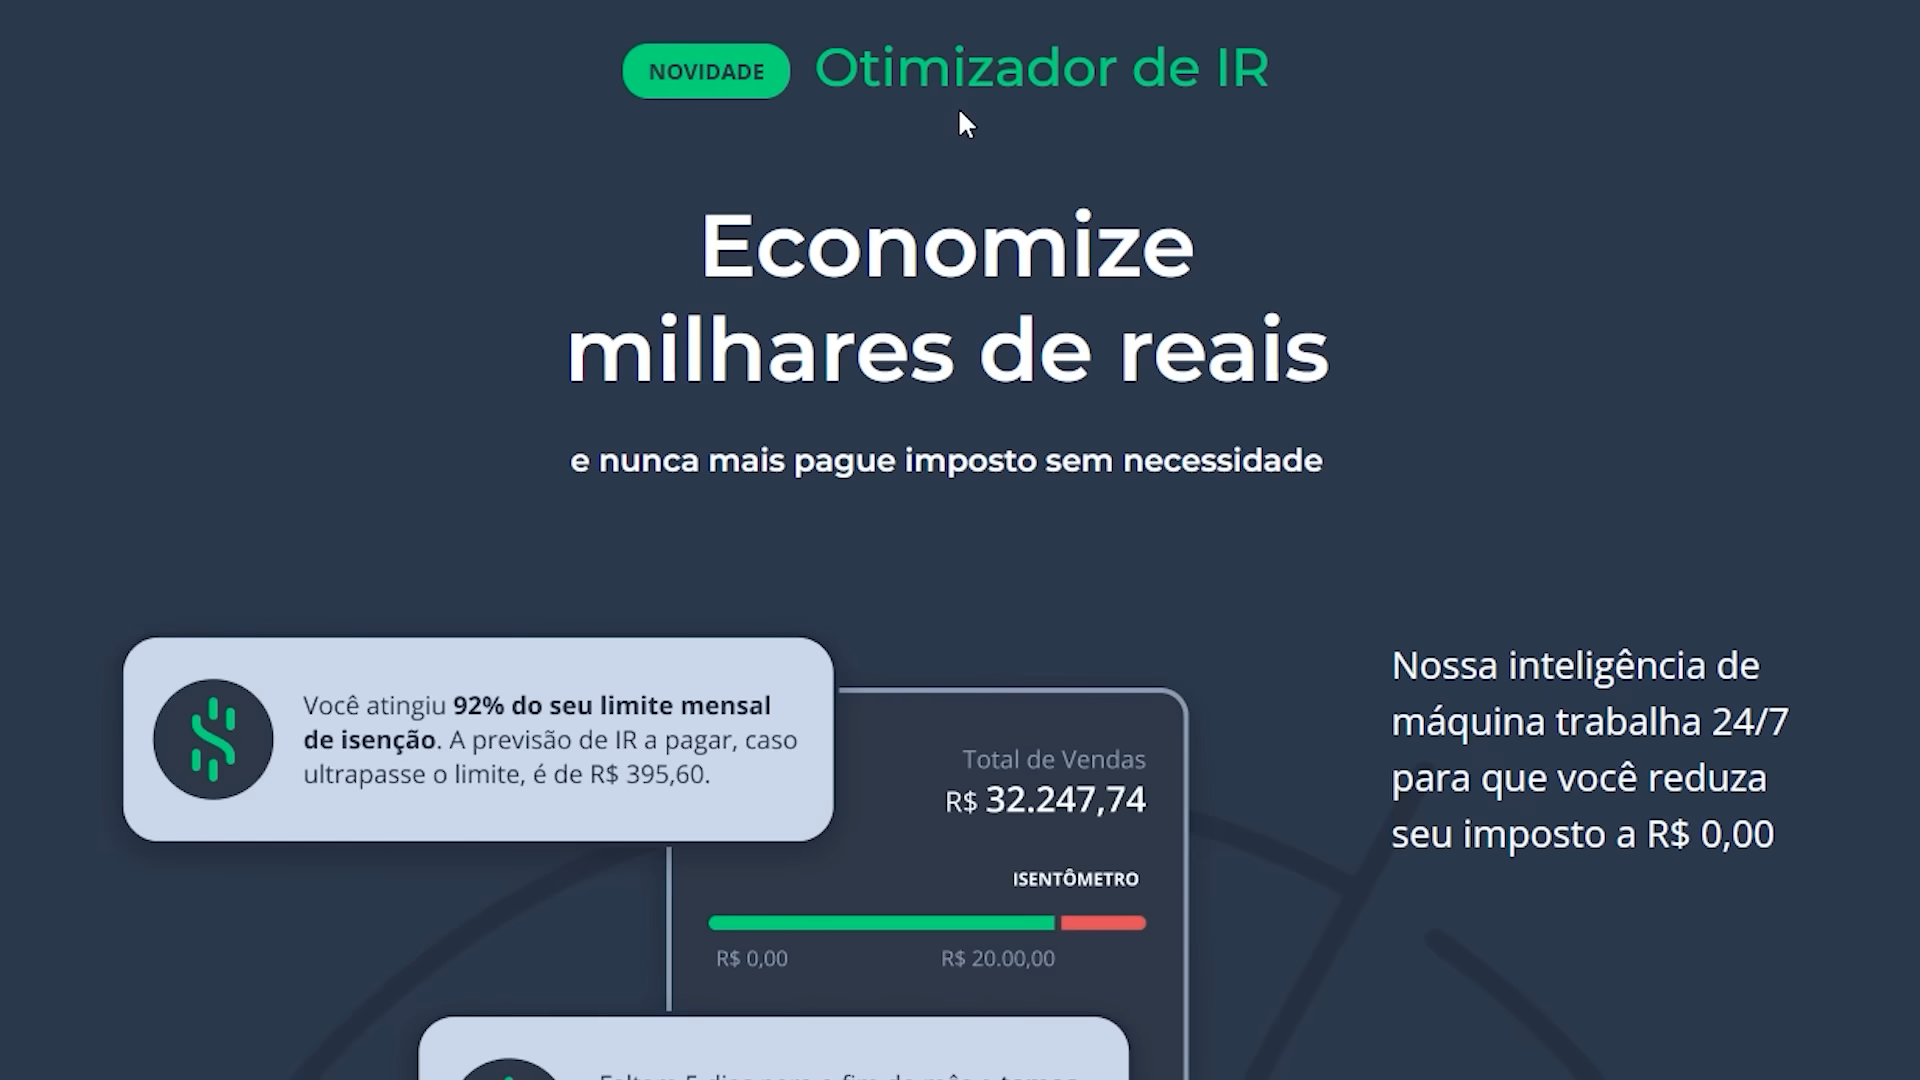 NOVIDADE
Otimizador de IR
Economize
milhares de reais
e nunca mais pague imposto sem necessidade
Você atingiu 92% do seu limite mensal
de isenção. A previsão de IR a pagar, caso
ultrapasse o limite, é de R$ 395,60.
Total de Vendas
R$ 32.247,74
ISENTÔMETRO
R$ 0,00
R$ 20.00,00
Nossa inteligência de
máquina trabalha 24/7
para que você reduza
seu imposto a R$ 0,00